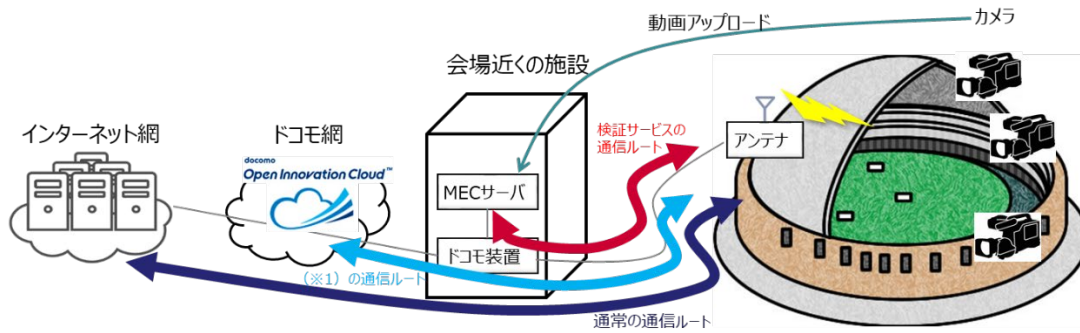 動画アップロード
カメラ
会場近くの施設
インターネット網
ドコモ網
docomo
Open Innovation Cloud™
検証サービスの
通信ルート
アンテナ
MECサーバ
ドコモ装置
(※1)の通信ルート
通常の通信ルート